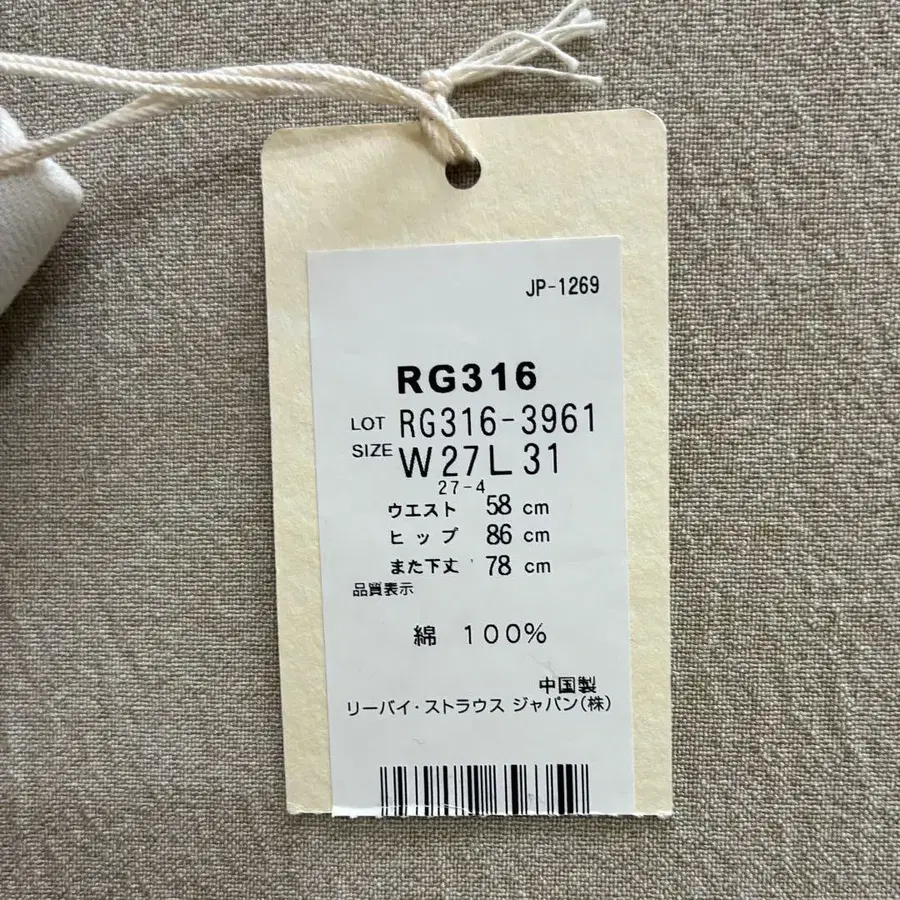 JP-1269
RG316
LOT RG316-3961
SIZE W27L31
27-4
ウエスト 58 cm
ヒップ 86 cm
また下丈 78 cm
品質表示
綿 100%
中国製
リーバイ・ストラウス ジャパン(株)